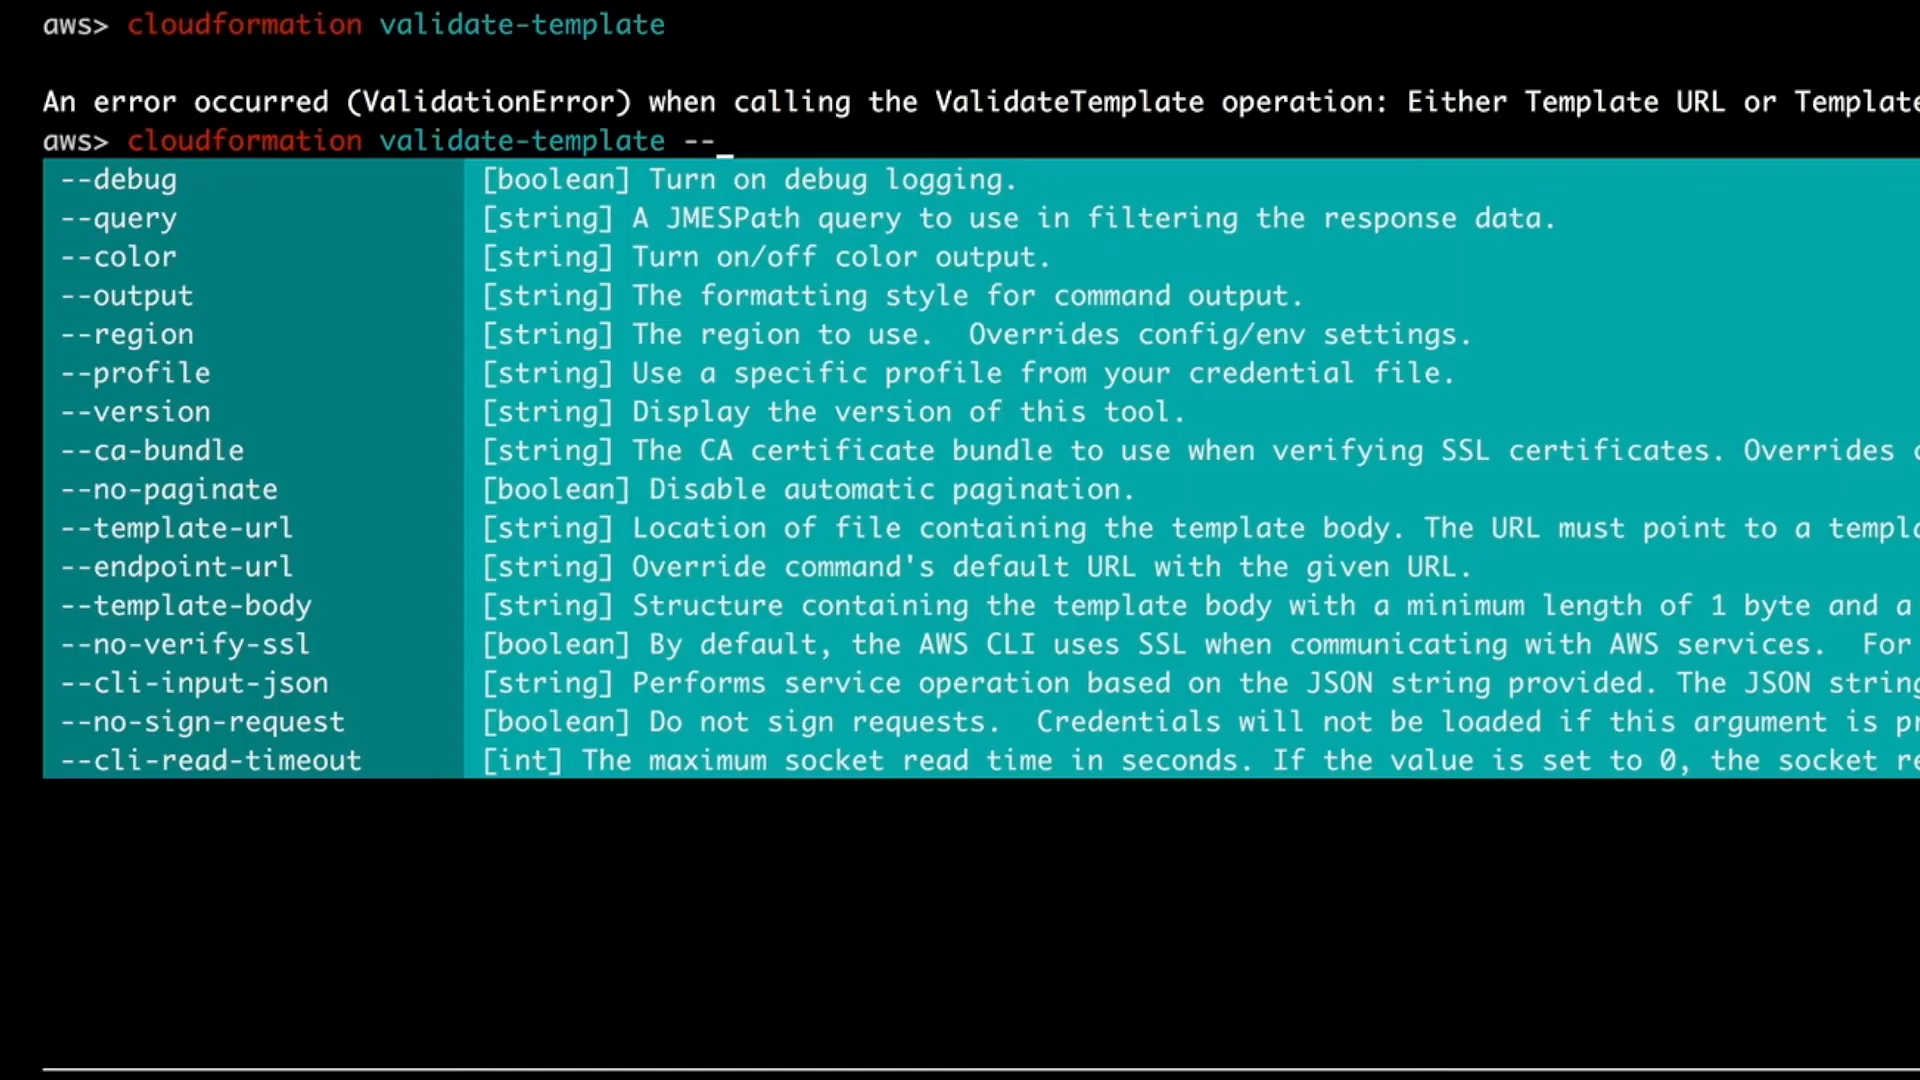 aws> cloudformation validate-template
An error occurred (ValidationError) when calling the ValidateTemplate operation: Either Template URL or Template
aws> cloudformation validate-template --
--debug [boolean] Turn on debug logging.
--query [string] A JMESPath query to use in filtering the response data.
--color [string] Turn on/off color output.
--output [string] The formatting style for command output.
--region [string] The region to use.  Overrides config/env settings.
--profile [string] Use a specific profile from your credential file.
--version [string] Display the version of this tool.
--ca-bundle [string] The CA certificate bundle to use when verifying SSL certificates. Overrides
--no-paginate [boolean] Disable automatic pagination.
--template-url [string] Location of file containing the template body. The URL must point to a
--endpoint-url [string] Override command's default URL with the given URL.
--template-body [string] Structure containing the template body with a minimum length of 1 byte and a
--no-verify-ssl [boolean] By default, the AWS CLI uses SSL when communicating with AWS services.  For
--cli-input-json [string] Performs service operation based on the JSON string provided. The JSON string
--no-sign-request [boolean] Do not sign requests.  Credentials will not be loaded if this argument is
--cli-read-timeout [int] The maximum socket read time in seconds. If the value is set to 0, the socket